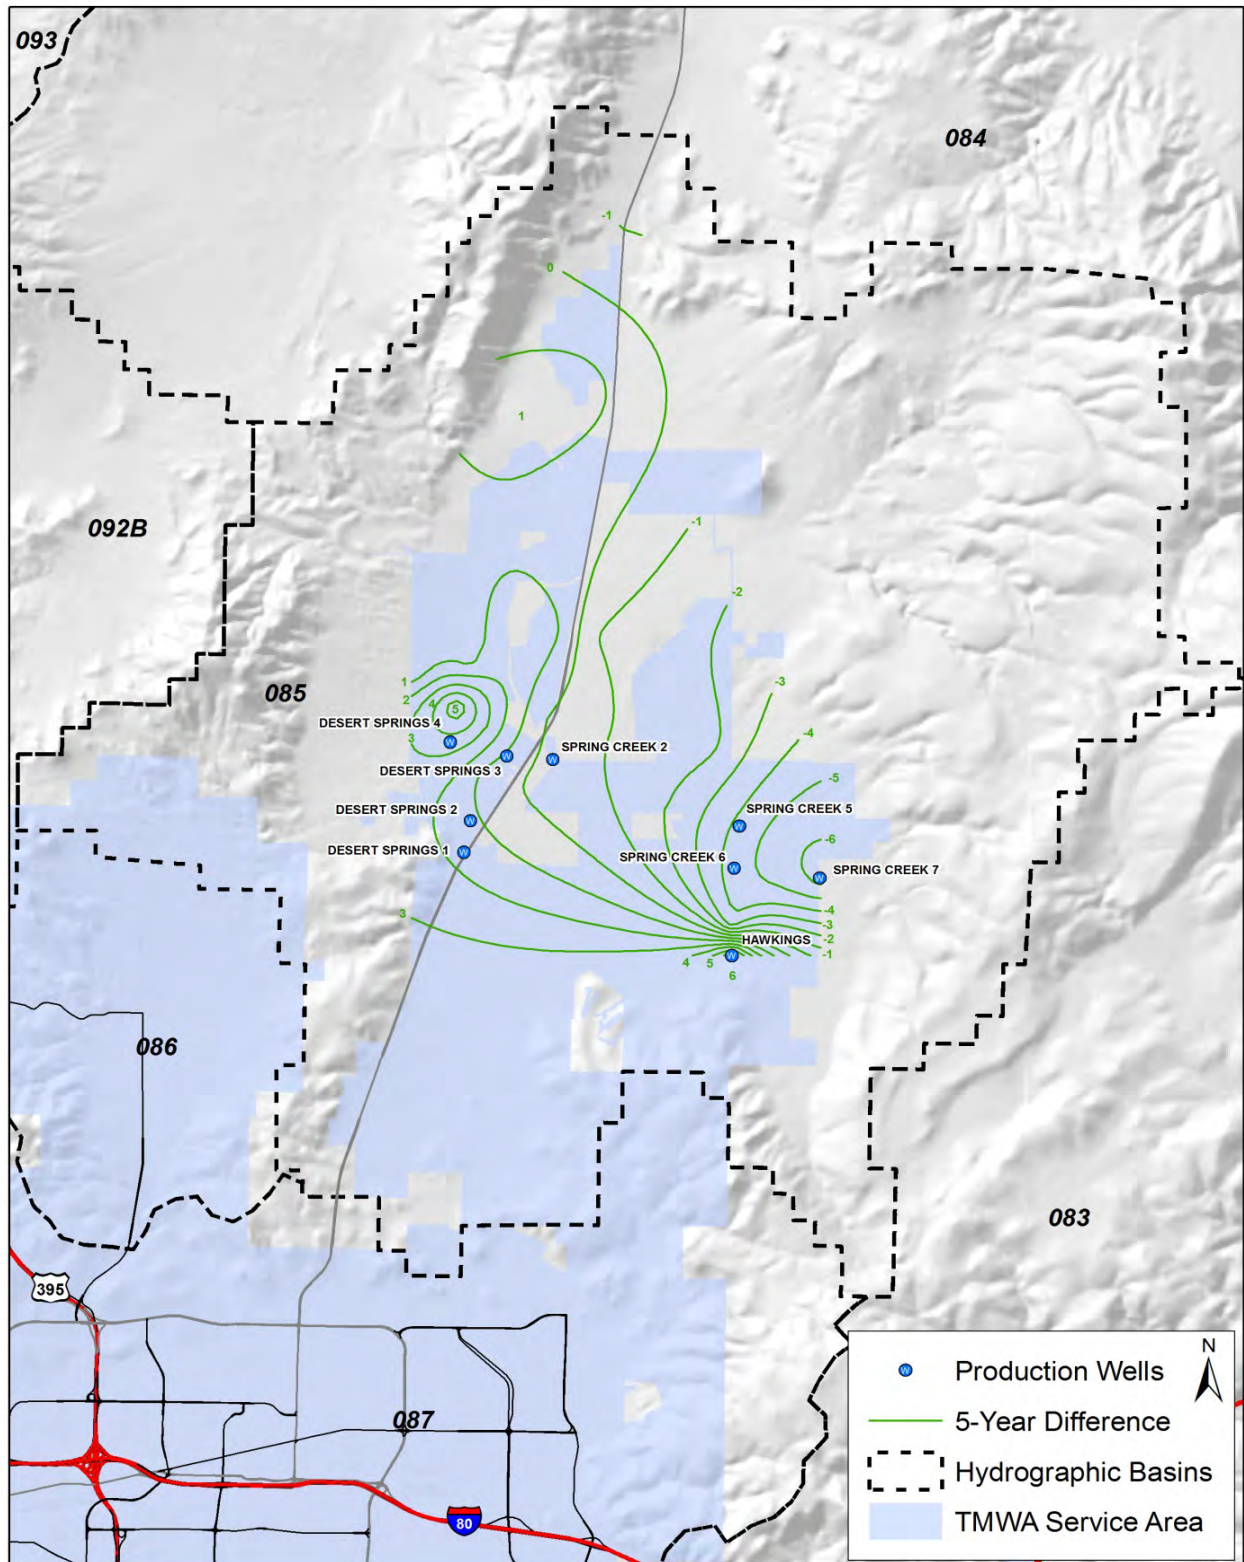 093
084
-1
0
1
-1
092B
-2
085
1
-3
2
4
5
DESERT SPRINGS 4
3
-4
SPRING CREEK 2
DESERT SPRINGS 3
-5
DESERT SPRINGS 2
SPRING CREEK 5
-6
DESERT SPRINGS 1
SPRING CREEK 6
SPRING CREEK 7
3
-4
-3
HAWKINGS
-2
-1
4
5
6
086
083
395
087
80
N
W Production Wells
5-Year Difference
Hydrographic Basins
TMWA Service Area